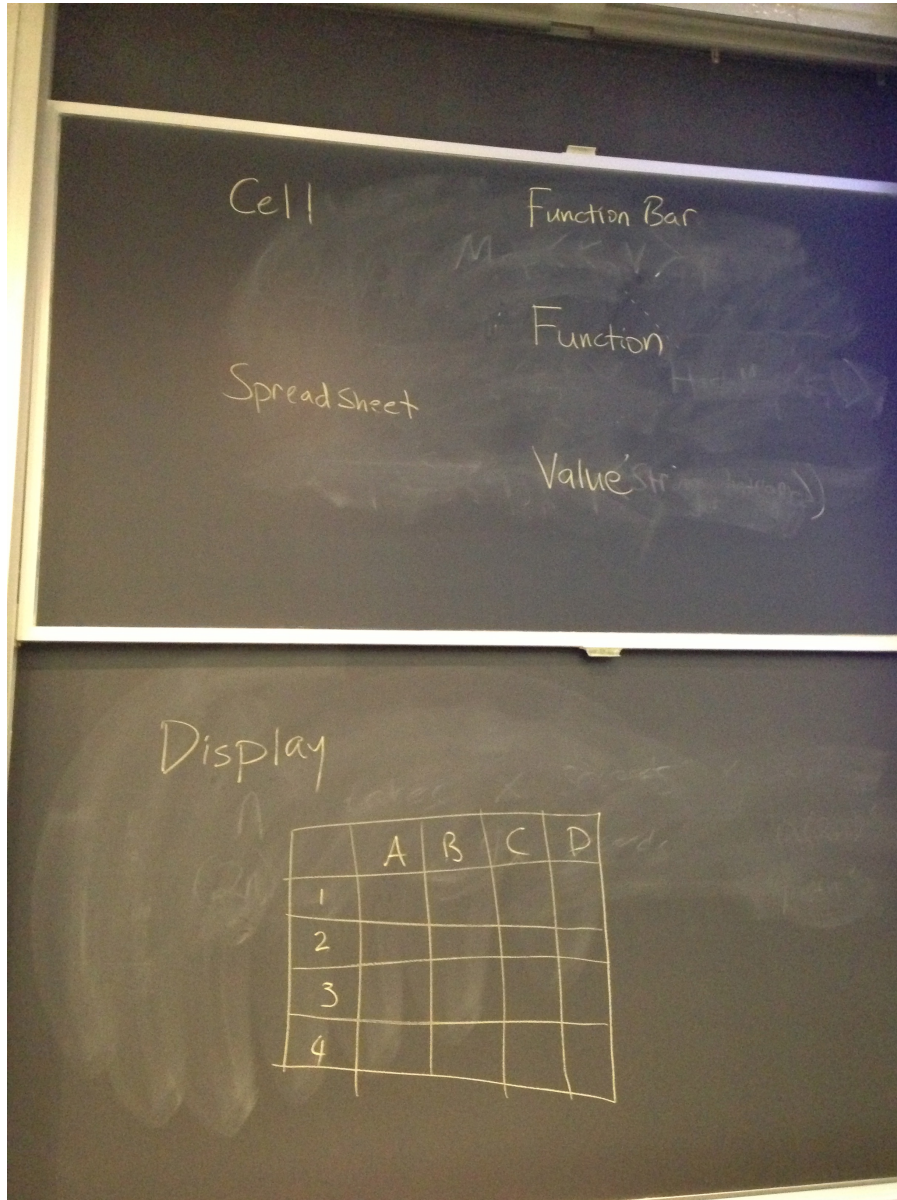 Cell
Function Bar
Function
Spreadsheet
Value
Display
A B C D
1
2
3
4